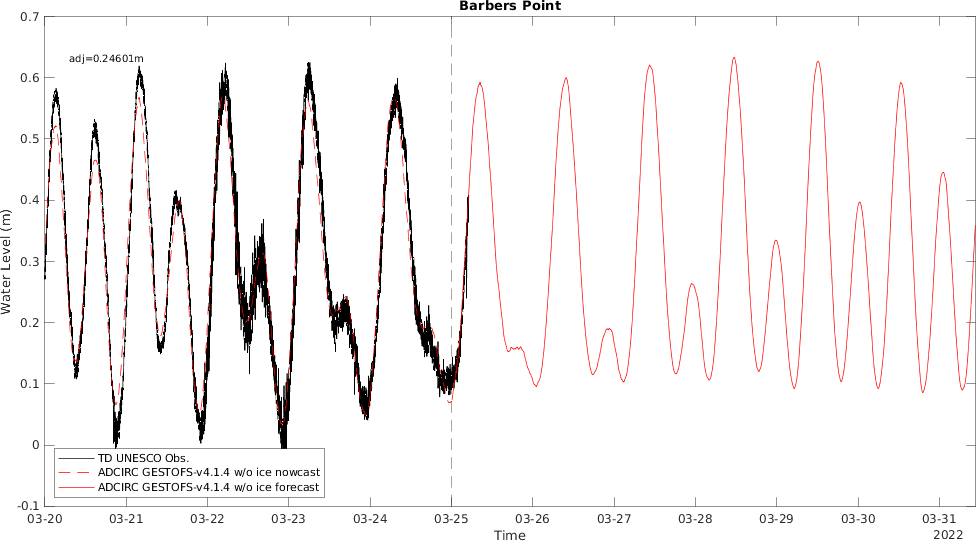 Barbers Point
adj=0.24601m
Water Level (m)
0.7
0.6
0.5
0.4
0.3
0.2
0.1
0
-0.1
TD UNESCO Obs.
ADCIRC GESTOFS-v4.1.4 w/o ice nowcast
ADCIRC GESTOFS-v4.1.4 w/o ice forecast
03-20 03-21 03-22 03-23 03-24 03-25 03-26 03-27 03-28 03-29 03-30 03-31
Time
2022